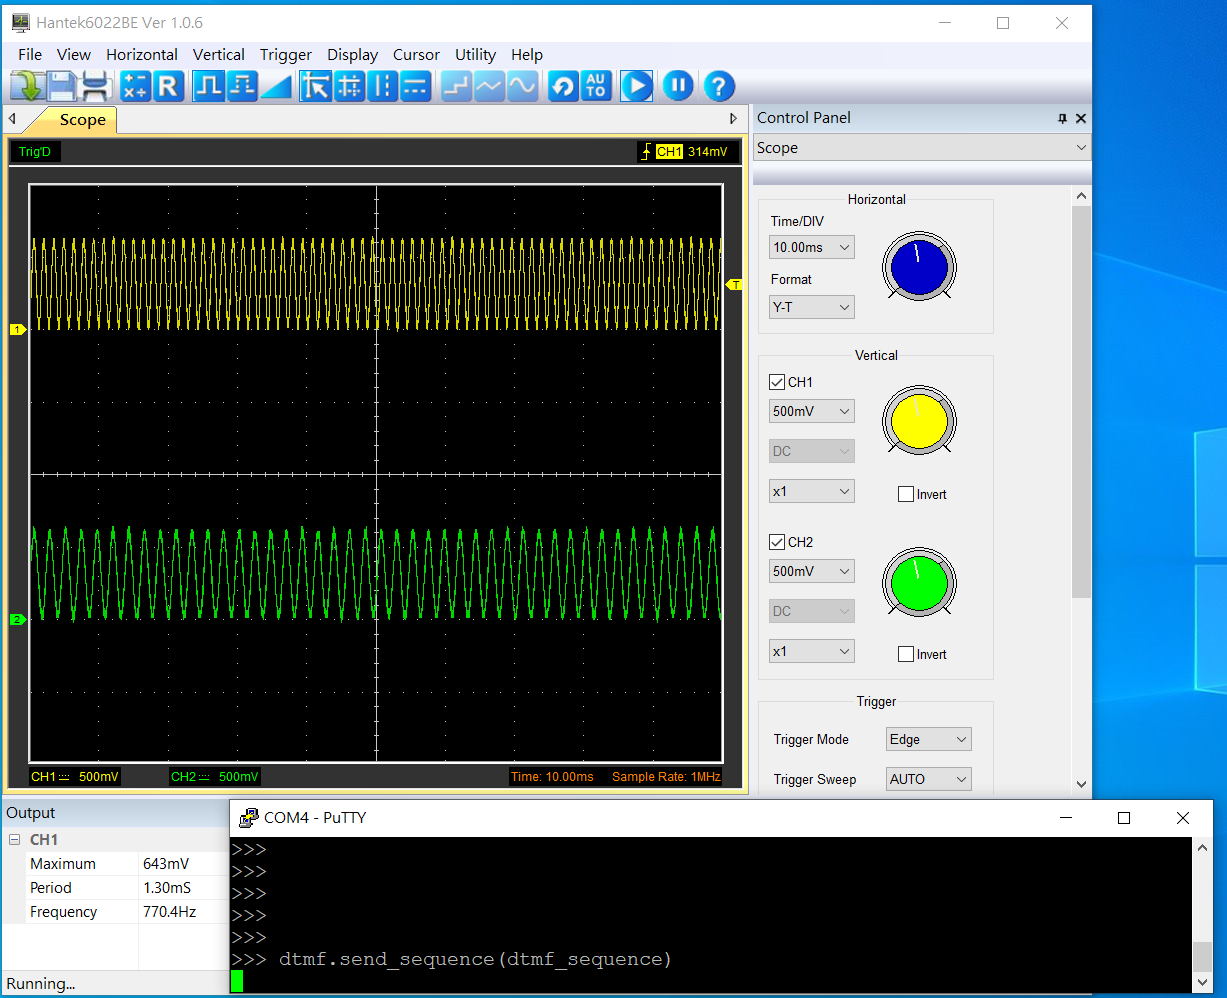 Hantek6022BE Ver 1.0.6
File View Horizontal Vertical Trigger Display Cursor Utility Help
R AU TO ?
Scope
Trig'D
CH1 314mV
T
1
2
CH1 500mV CH2 500mV Time: 10.00ms Sample Rate: 1MHz
Control Panel
Scope
Horizontal
Time/DIV
10.00ms
Format
Y-T
Vertical
CH1
500mV
DC
x1
Invert
CH2
500mV
DC
x1
Invert
Trigger
Trigger Mode Edge
Trigger Sweep AUTO
Output
CH1
Maximum 643mV
Period 1.30mS
Frequency 770.4Hz
Running...
COM4 - PuTTY
>>>
>>>
>>>
>>>
>>>
>>> dtmf.send_sequence(dtmf_sequence)